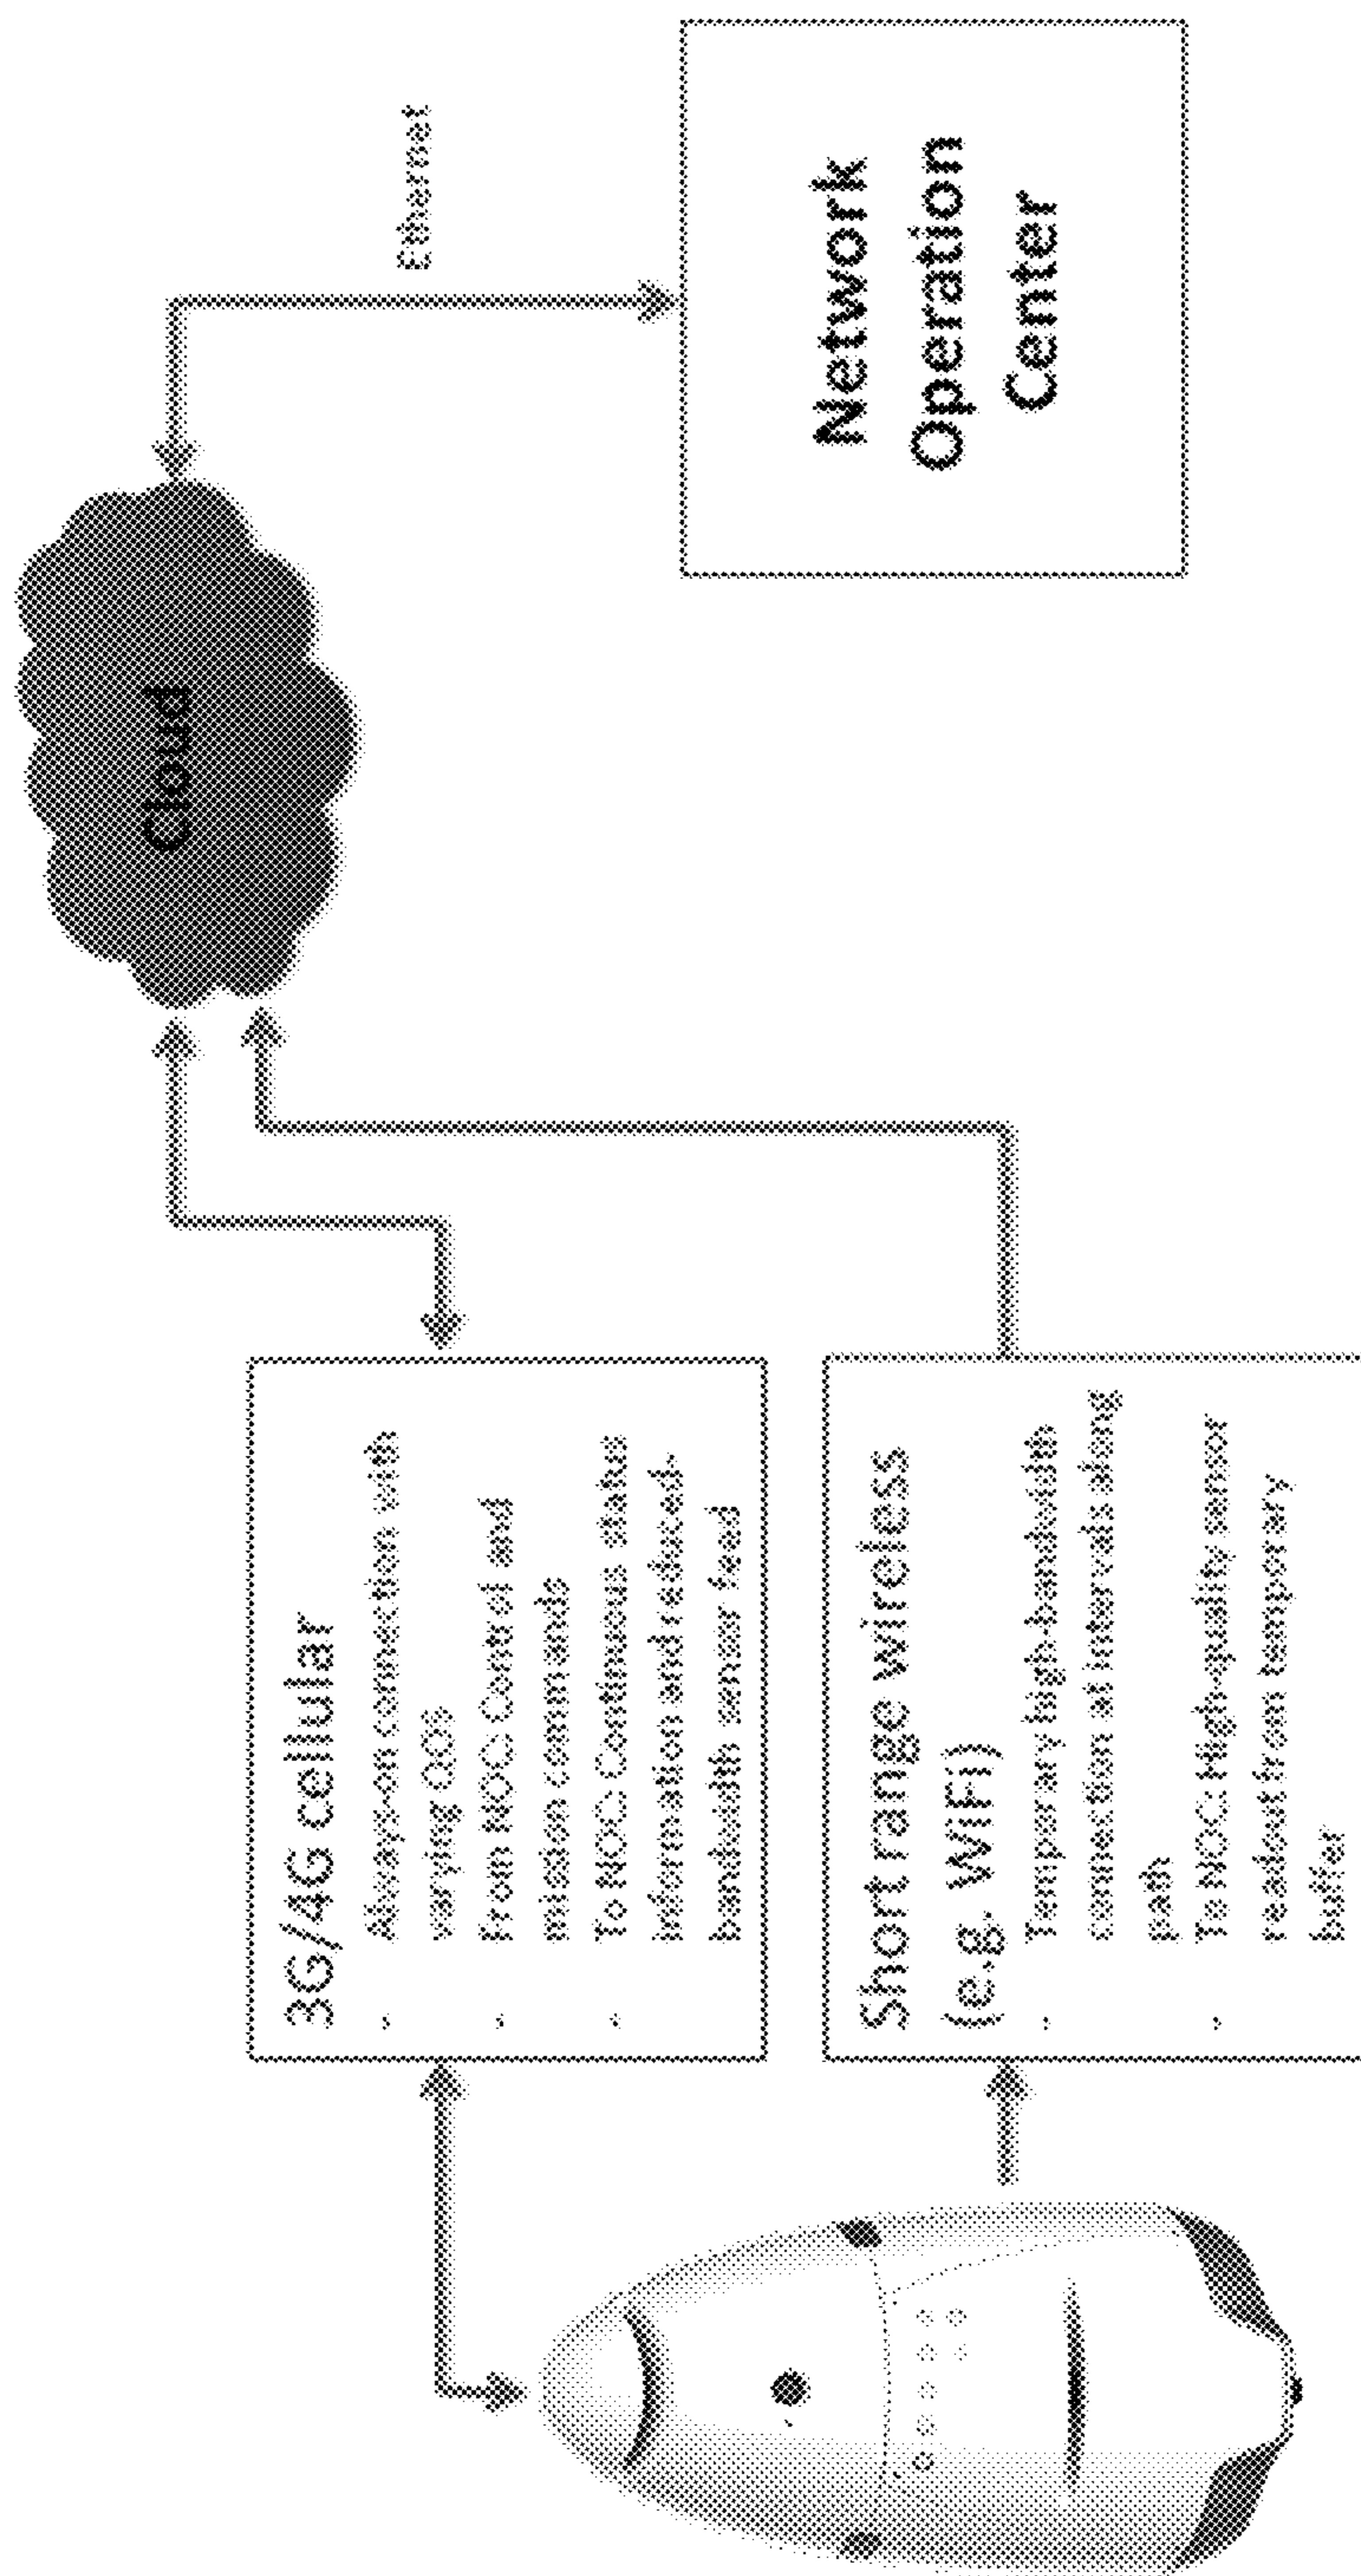 3G/4G cellular
· Always-on connection with
varying QOS
· From NOC: Control and
mission commands
· To NOC: Continuous status
information and reduced-
bandwidth sensor feed
Short range wireless
(e.g. WiFi)
· Temporary high-bandwidth
connection at intervals along
path
· To NOC: High-quality sensor
readout from temporary
buffer
Cloud
Ethernet
Network
Operation
Center